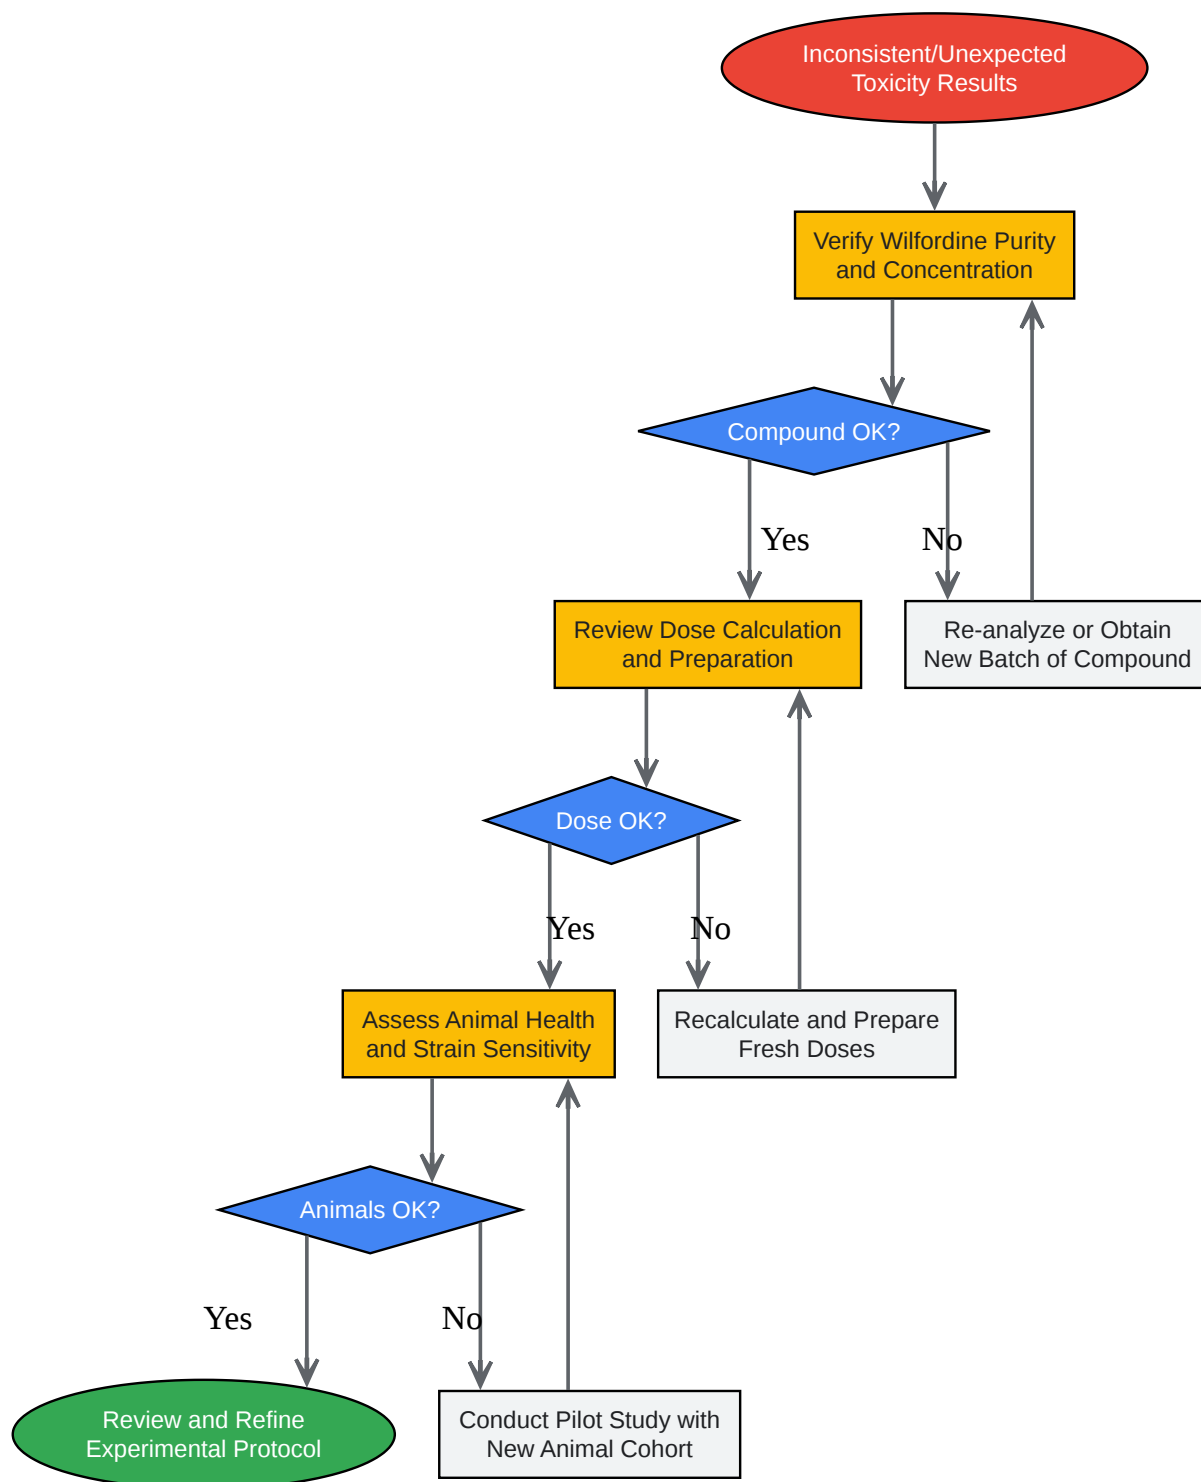 Inconsistent/Unexpected
Toxicity Results
Verify Wilfordine Purity
and Concentration
Compound OK?
Yes
No
Review Dose Calculation
and Preparation
Re-analyze or Obtain
New Batch of Compound
Dose OK?
Yes
No
Assess Animal Health
and Strain Sensitivity
Recalculate and Prepare
Fresh Doses
Animals OK?
Yes
No
Review and Refine
Experimental Protocol
Conduct Pilot Study with
New Animal Cohort